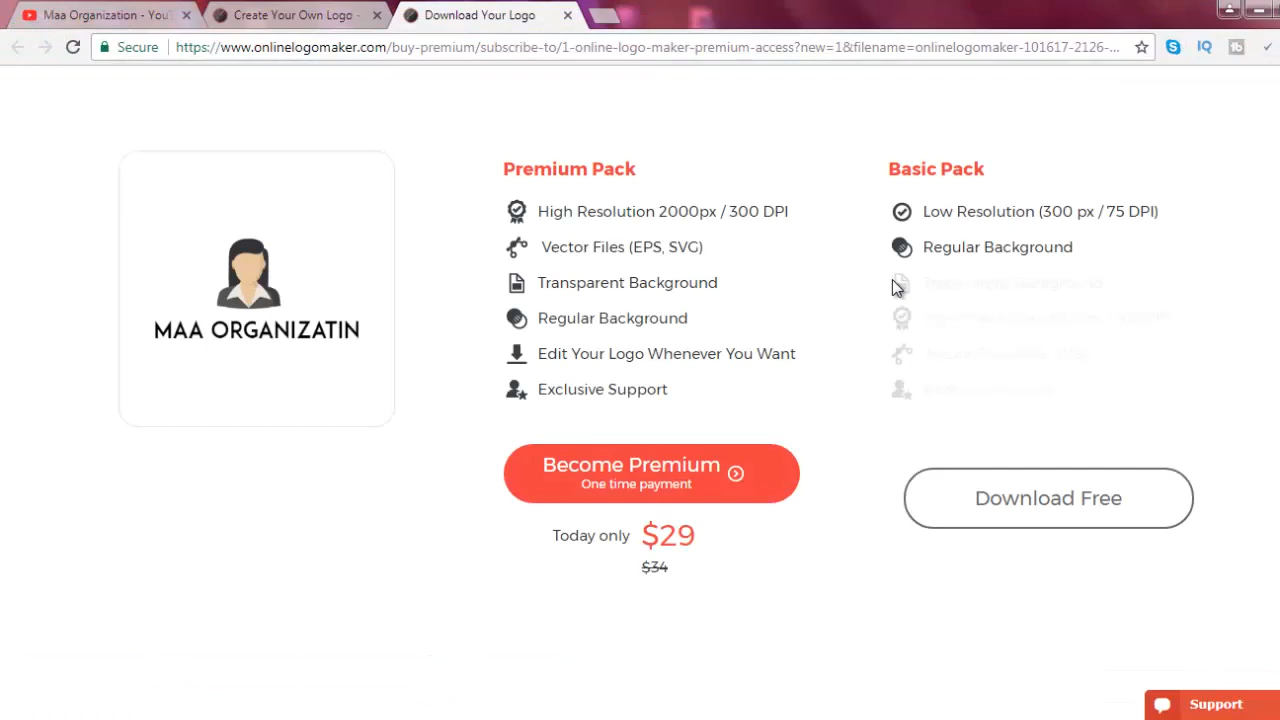 Maa Organization - You
Create Your Own Logo -
Download Your Logo
Secure
https://www.onlinelogomaker.com/buy-premium/subscribe-to/1-online-logo-maker-premium-access?new=1&filename=onlinelogomaker-101617-2126-...
MAA ORGANIZATIN
Premium Pack
High Resolution 2000px / 300 DPI
Vector Files (EPS, SVG)
Transparent Background
Regular Background
Edit Your Logo Whenever You Want
Exclusive Support
Become Premium
One time payment
Today only $29
$34
Basic Pack
Low Resolution (300 px / 75 DPI)
Regular Background
Download Free
Support